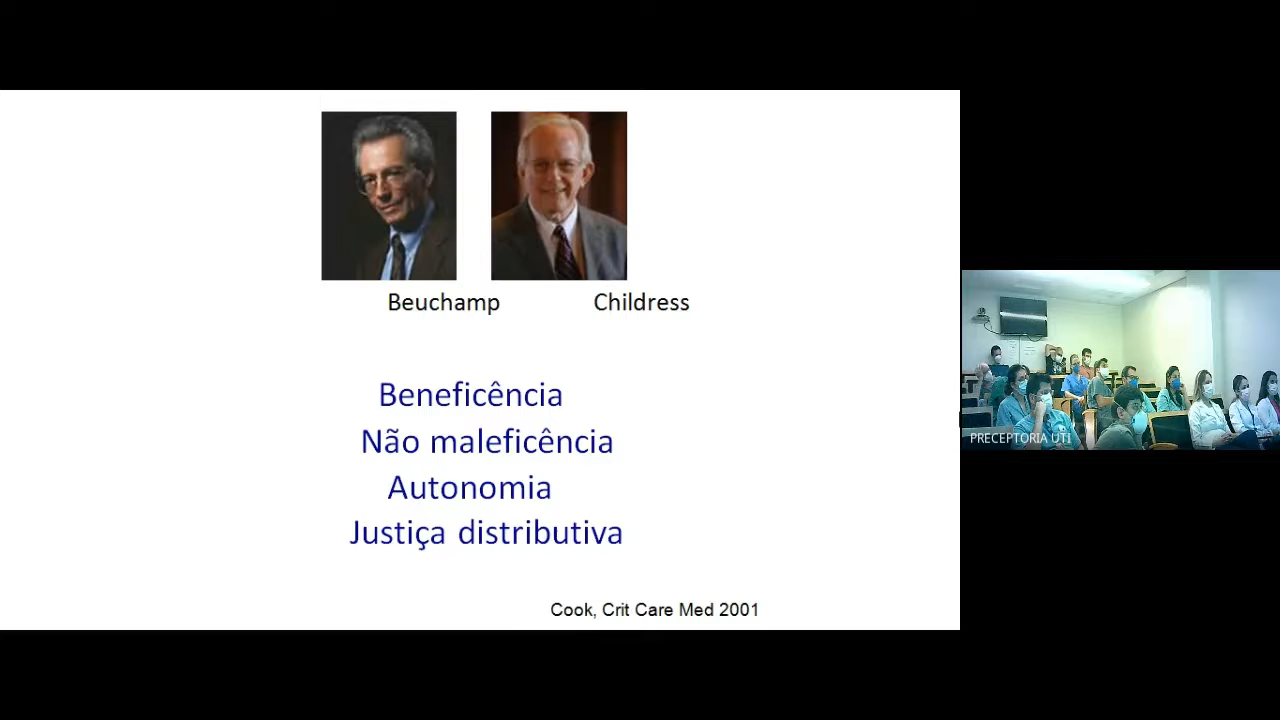 Beuchamp Childress
Beneficência
Não maleficência
Autonomia
Justiça distributiva
Cook, Crit Care Med 2001
PRECEPTORIA UTI